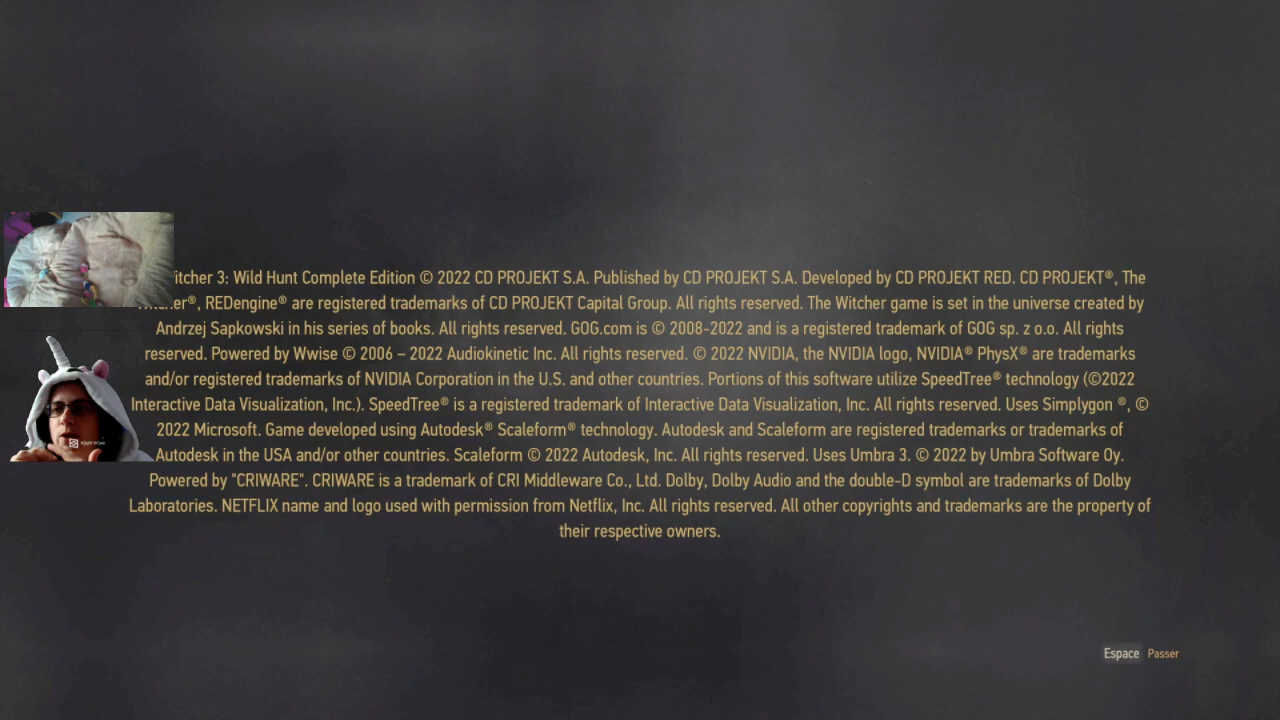 itcher 3: Wild Hunt Complete Edition © 2022 CD PROJEKT S.A. Published by CD PROJEKT S.A. Developed by CD PROJEKT RED. CD PROJEKT®, The
REDengine® are registered trademarks of CD PROJEKT Capital Group. All rights reserved. The Witcher game is set in the universe created by
Andrzej Sapkowski in his series of books. All rights reserved. GOG.com is © 2008-2022 and is a registered trademark of GOG sp. z o.o. All rights
reserved. Powered by Wwise © 2006 – 2022 Audiokinetic Inc. All rights reserved. © 2022 NVIDIA, the NVIDIA logo, NVIDIA® PhysX® are trademarks
and/or registered trademarks of NVIDIA Corporation in the U.S. and other countries. Portions of this software utilize SpeedTree® technology (©2022
Interactive Data Visualization, Inc.). SpeedTree® is a registered trademark of Interactive Data Visualization, Inc. All rights reserved. Uses Simplygon ®, ©
2022 Microsoft. Game developed using Autodesk® Scaleform® technology. Autodesk and Scaleform are registered trademarks or trademarks of
Autodesk in the USA and/or other countries. Scaleform © 2022 Autodesk, Inc. All rights reserved. Uses Umbra 3. © 2022 by Umbra Software Oy.
Powered by "CRIWARE". CRIWARE is a trademark of CRI Middleware Co., Ltd. Dolby, Dolby Audio and the double-D symbol are trademarks of Dolby
Laboratories. NETFLIX name and logo used with permission from Netflix, Inc. All rights reserved. All other copyrights and trademarks are the property of
their respective owners.
Espace Passer